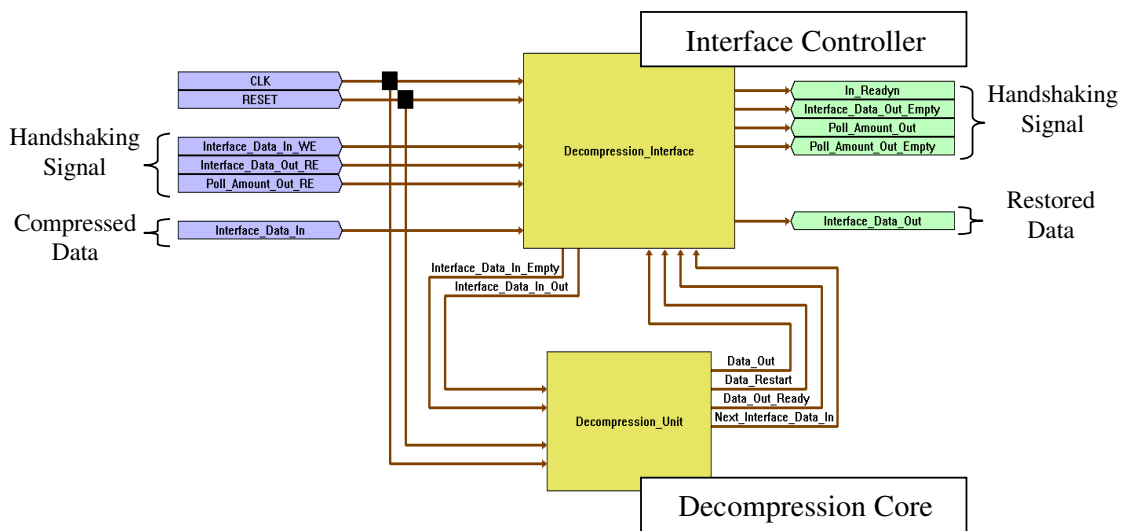 Interface Controller
CLK
RESET
Handshaking
Signal
Interface_Data_In_WE
Interface_Data_Out_RE
Poll_Amount_Out_RE
Compressed
Data
Interface_Data_In
Decompression_Interface
In_Readyn
Interface_Data_Out_Empty
Poll_Amount_Out
Poll_Amount_Out_Empty
Handshaking
Signal
Interface_Data_Out
Restored
Data
Interface_Data_In_Empty
Interface_Data_In_Out
Decompression_Unit
Data_Out
Data_Restart
Data_Out_Ready
Next_Interface_Data_In
Decompression Core